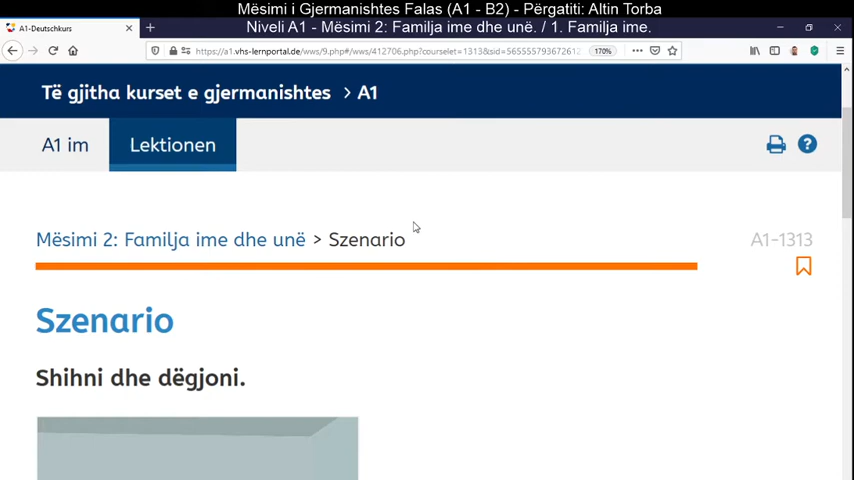 Mësimi i Gjermanishtes Falas (A1 - B2) - Përgatiti: Altin Torba
Niveli A1 - Mësimi 2: Familja ime dhe unë. / 1. Familja ime.
A1-Deutschkurs
https://a1.vhs-lernportal.de/wws/9.php#/wws/412706.php?courselet=1313&sid=565555793672612
170%
Të gjitha kurset e gjermanishtes > A1
A1 im
Lektionen
Mësimi 2: Familja ime dhe unë > Szenario
A1-1313
Szenario
Shihni dhe dëgjoni.